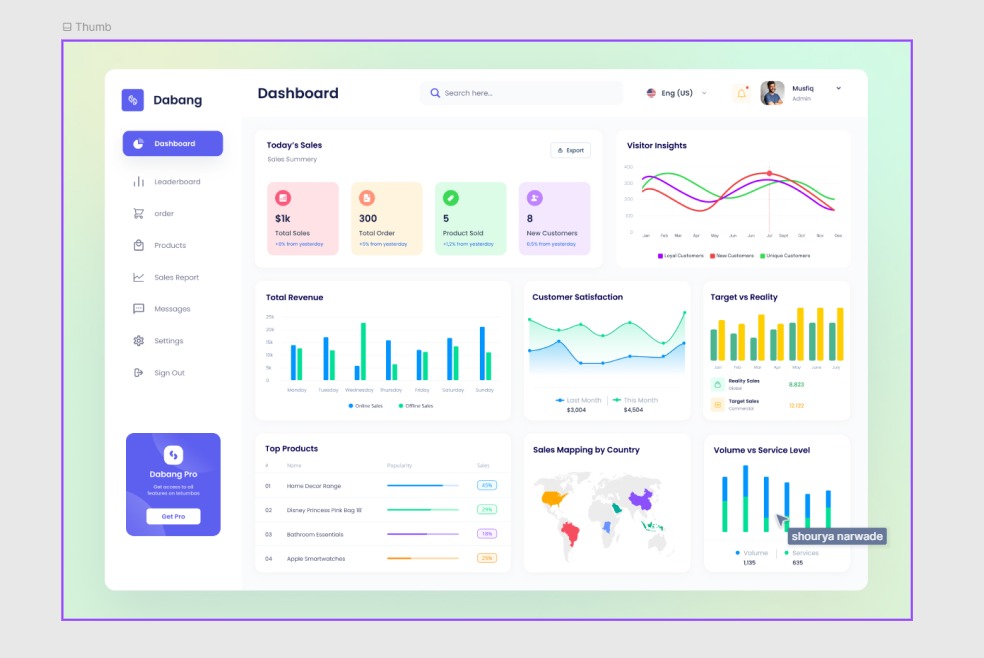 Thumb
Dabang
Dashboard
Search here...
Eng (US)
Musfiq
Admin
Dashboard
Leaderboard
order
Products
Sales Report
Messages
Settings
Sign Out
Dabang Pro
Get access to all
features on tetumbas
Get Pro
Today's Sales
Sales Summery
Export
$1k
Total Sales
+8% from yesterday
300
Total Order
+5% from yesterday
5
Product Sold
+1,2% from yesterday
8
New Customers
0,5% from yesterday
Visitor Insights
400
300
200
100
0
Jan Feb Mar Apr May Jun Jun Jul Sept Oct Nov Des
Loyal Customers New Customers Unique Customers
Total Revenue
25k
20k
15k
10k
5k
0
Monday Tuesday Wednesday Thursday Friday Saturday Sunday
Online Sales Offline Sales
Customer Satisfaction
Last Month This Month
$3,004 $4,504
Target vs Reality
Jan Feb Mar Apr May June July
Reality Sales
Global
8.823
Target Sales
Commercial
12.122
Top Products
# Name Popularity Sales
01 Home Decor Range 45%
02 Disney Princess Pink Bag 18' 29%
03 Bathroom Essentials 18%
04 Apple Smartwatches 25%
Sales Mapping by Country
Volume vs Service Level
shourya narwade
Volume Services
1,135 635